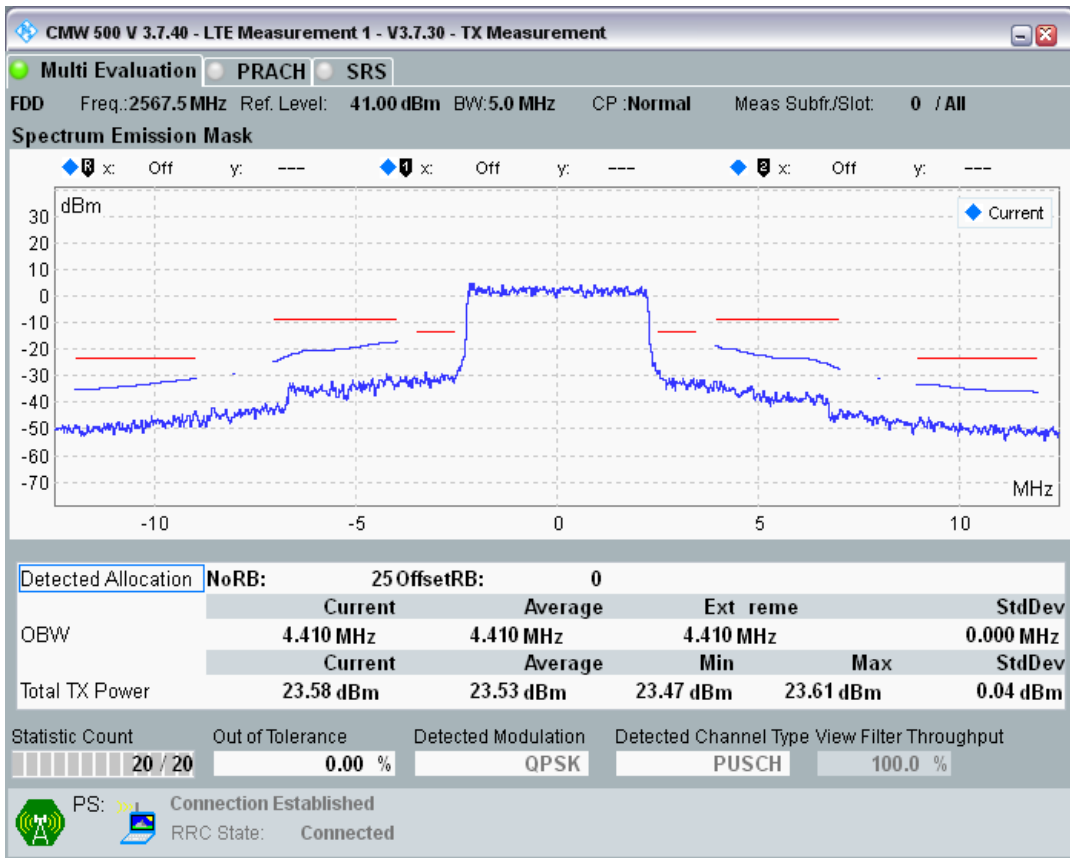 CMW 500 V 3.7.40 - LTE Measurement 1 - V3.7.30 - TX Measurement
Multi Evaluation PRACH SRS
FDD Freq.:2567.5 MHz Ref. Level: 41.00 dBm BW:5.0 MHz CP :Normal Meas Subfr./Slot: 0 / All
Spectrum Emission Mask
R x: Off y: --- 1 x: Off y: --- 2 x: Off y: ---
dBm
Current
30
20
10
0
-10
-20
-30
-40
-50
-60
-70
MHz
-10 -5 0 5 10
Detected Allocation NoRB: 25 OffsetRB: 0
Current Average Ext reme StdDev
OBW 4.410 MHz 4.410 MHz 4.410 MHz 0.000 MHz
Current Average Min Max StdDev
Total TX Power 23.58 dBm 23.53 dBm 23.47 dBm 23.61 dBm 0.04 dBm
Statistic Count Out of Tolerance Detected Modulation Detected Channel Type View Filter Throughput
20 / 20 0.00 % QPSK PUSCH 100.0 %
PS: Connection Established
RRC State: Connected